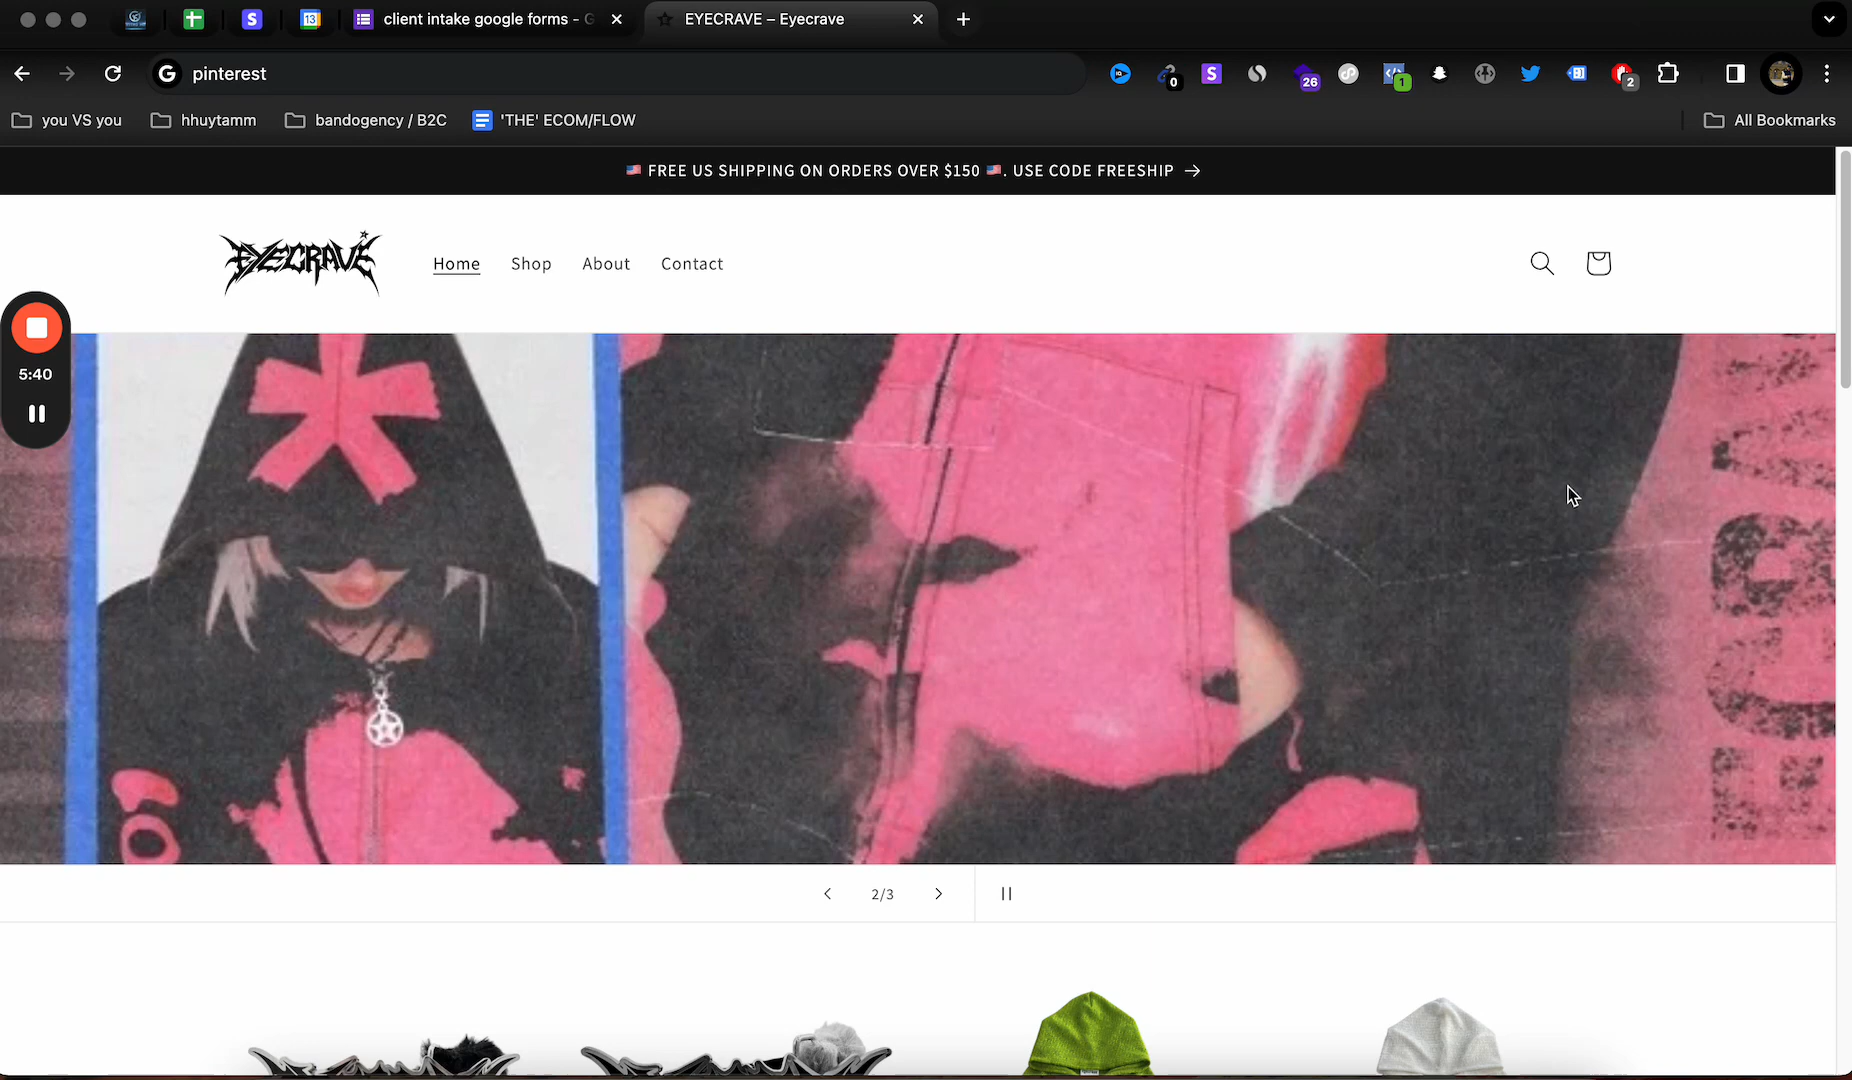 client intake google forms - G
EYECRAVE – Eyecrave
13
pinterest
0
26
1
2
you VS you
hhuytamm
bandogency / B2C
'THE' ECOM/FLOW
All Bookmarks
🇺🇸 FREE US SHIPPING ON ORDERS OVER $150 🇺🇸. USE CODE FREESHIP →
EYECRAVE
Home
Shop
About
Contact
5:40
2/3